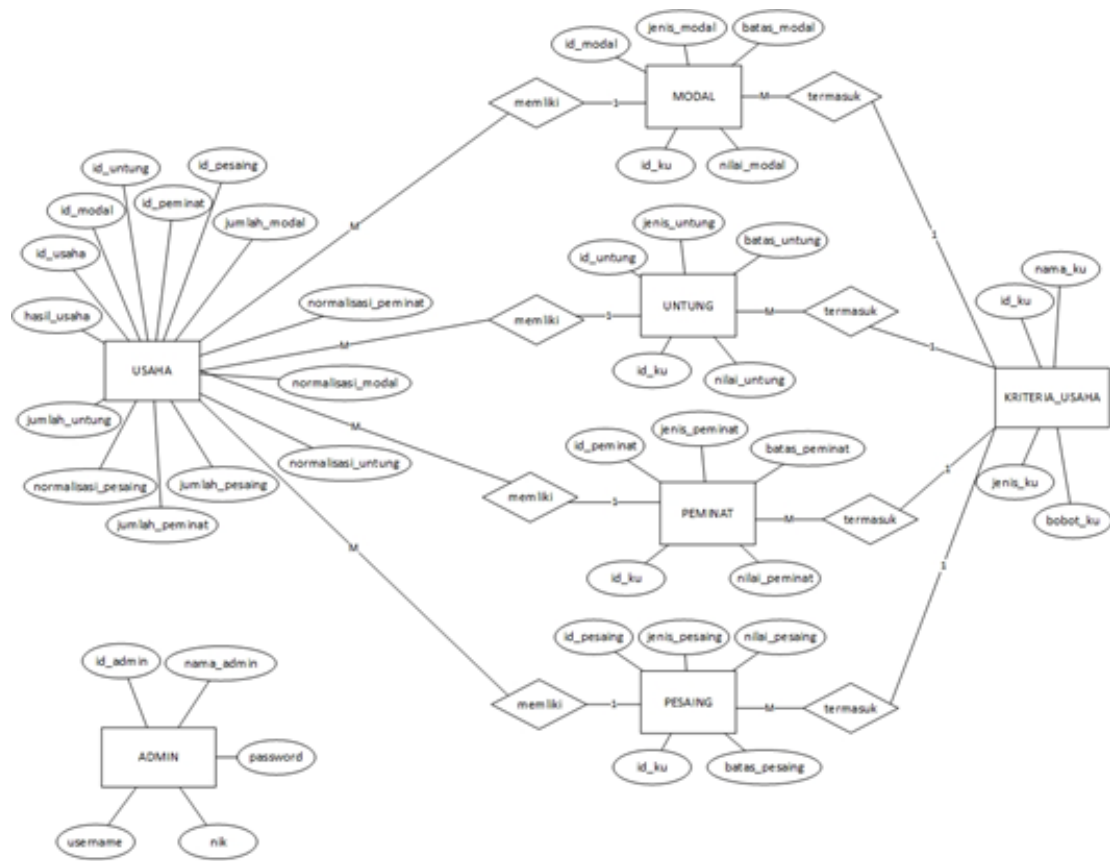 jenis_modal
batas_modal
id_modal
MODAL
M
termasuk
memliki
1
id_ku
nilai_modal
id_untung
id_pesaing
id_modal
id_peminat
jumlah_modal
id_usaha
hasil_usaha
normalisasi_peminat
USAHA
normalisasi_modal
jumlah_untung
normalisasi_untung
normalisasi_pesaing
jumlah_pesaing
jumlah_peminat
M
M
M
M
jenis_untung
batas_untung
id_untung
memliki
1
UNTUNG
M
termasuk
id_ku
nilai_untung
1
1
nama_ku
id_ku
KRITERIA_USAHA
jenis_ku
bobot_ku
jenis_peminat
id_peminat
batas_peminat
memliki
1
PEMINAT
M
termasuk
1
id_ku
nilai_peminat
1
id_pesaing
jenis_pesaing
nilai_pesaing
memliki
1
PESAING
M
termasuk
id_ku
batas_pesaing
id_admin
nama_admin
ADMIN
password
username
nik